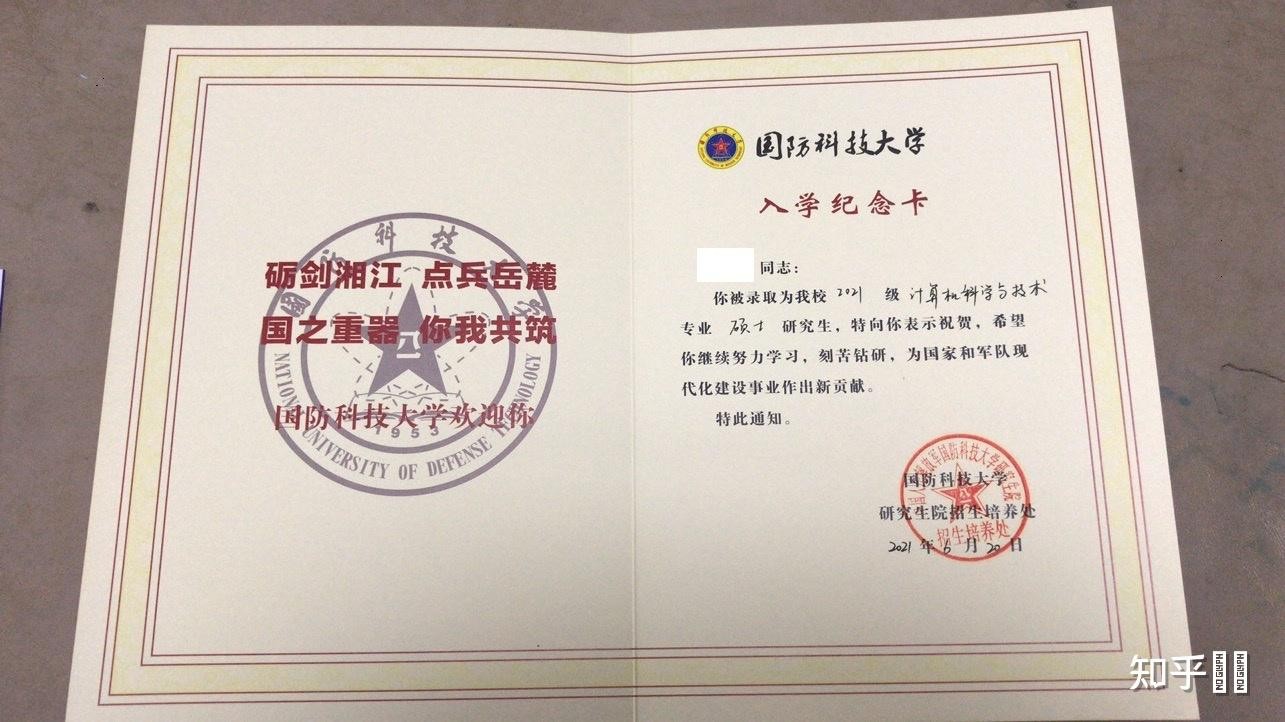 砺剑湘江 点兵岳麓
国之重器 你我共筑
国防科技大学欢迎你
NATIONAL UNIVERSITY OF DEFENSE TECHNOLOGY
1953
国防科技大学
入学纪念卡
同志：
你被录取为我校 2021 级 计算机科学与技术
专业 硕士 研究生，特向你表示祝贺，希望
你继续努力学习，刻苦钻研，为国家和军队现
代化建设事业作出新贡献。
特此通知。
国防科技大学
研究生院招生培养处
2021 年 6 月 20 日
招生培养处
知乎